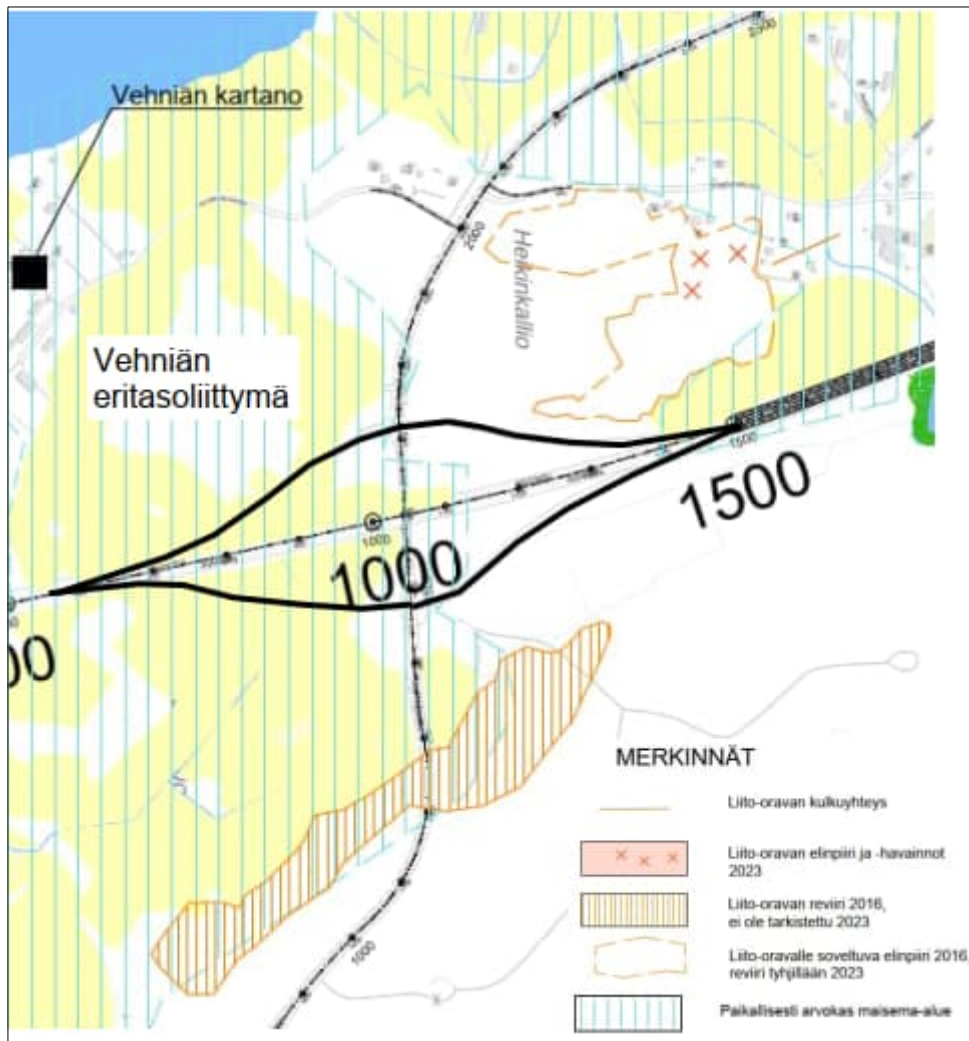 Vehniän kartano
2000
Heikinkallio
Vehniän
eritasoliittymä
1500
1500
1000
1000
00
1000
MERKINNÄT
Liito-oravan kulkuyhteys
Liito-oravan elinpiiri ja -havainnot
2023
Liito-oravan reviiri 2016,
ei ole tarkistettu 2023
Liito-oravalle soveltuva elinpiiri 2016,
reviiri tyhjillään 2023
Paikallisesti arvokas maisema-alue